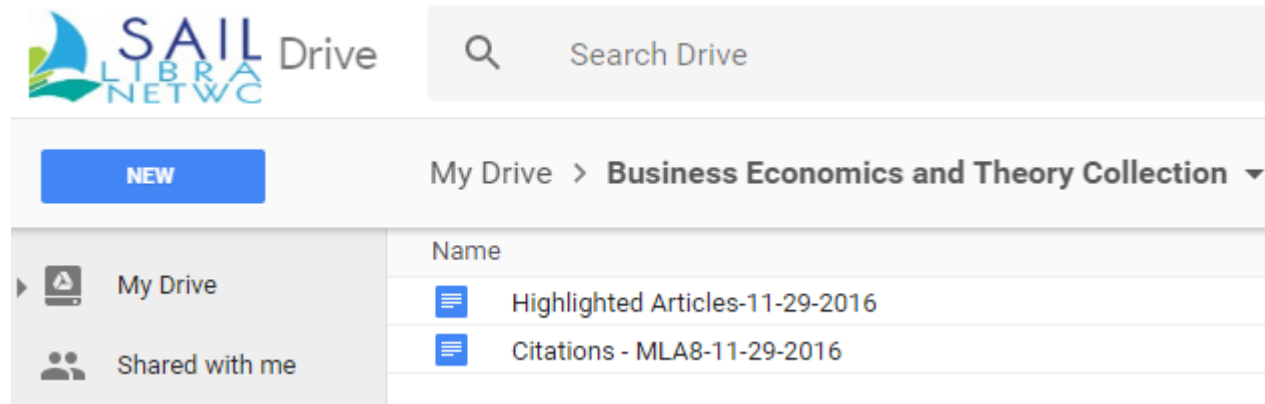 SAIL
LIBRA
NETWC
Drive
Search Drive
NEW
My Drive > Business Economics and Theory Collection
Name
My Drive
Highlighted Articles-11-29-2016
Citations - MLA8-11-29-2016
Shared with me